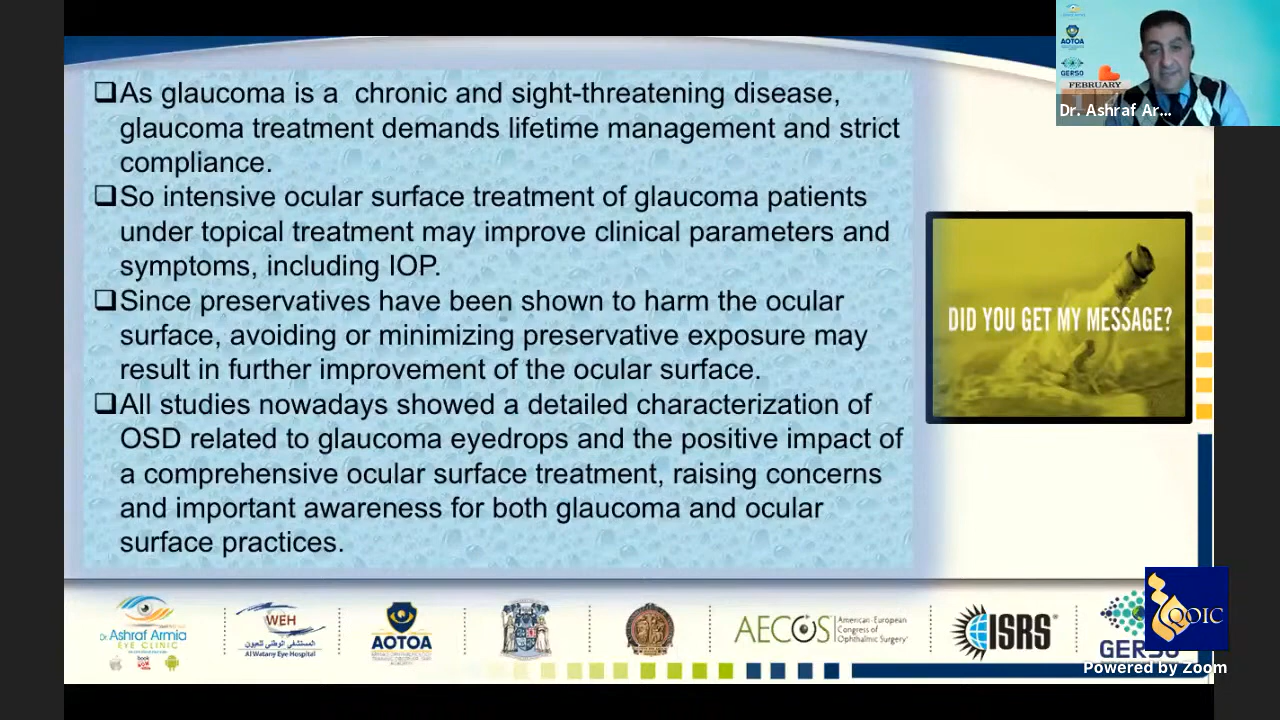 AOTOA
GERSO
FEBRUARY
Dr. Ashraf Ar...
❑As glaucoma is a chronic and sight-threatening disease,
glaucoma treatment demands lifetime management and strict
compliance.
❑So intensive ocular surface treatment of glaucoma patients
under topical treatment may improve clinical parameters and
symptoms, including IOP.
❑Since preservatives have been shown to harm the ocular
surface, avoiding or minimizing preservative exposure may
result in further improvement of the ocular surface.
❑All studies nowadays showed a detailed characterization of
OSD related to glaucoma eyedrops and the positive impact of
a comprehensive ocular surface treatment, raising concerns
and important awareness for both glaucoma and ocular
surface practices.
DID YOU GET MY MESSAGE?
Dr. Ashraf Armia
EYE CLINIC
WEH
المستشفى الوطني للعيون
Al Watany Eye Hospital
AOTOA
AECOS
American-European
Congress of
Ophthalmic Surgery
ISRS
GERSO
QOIC
Powered by Zoom